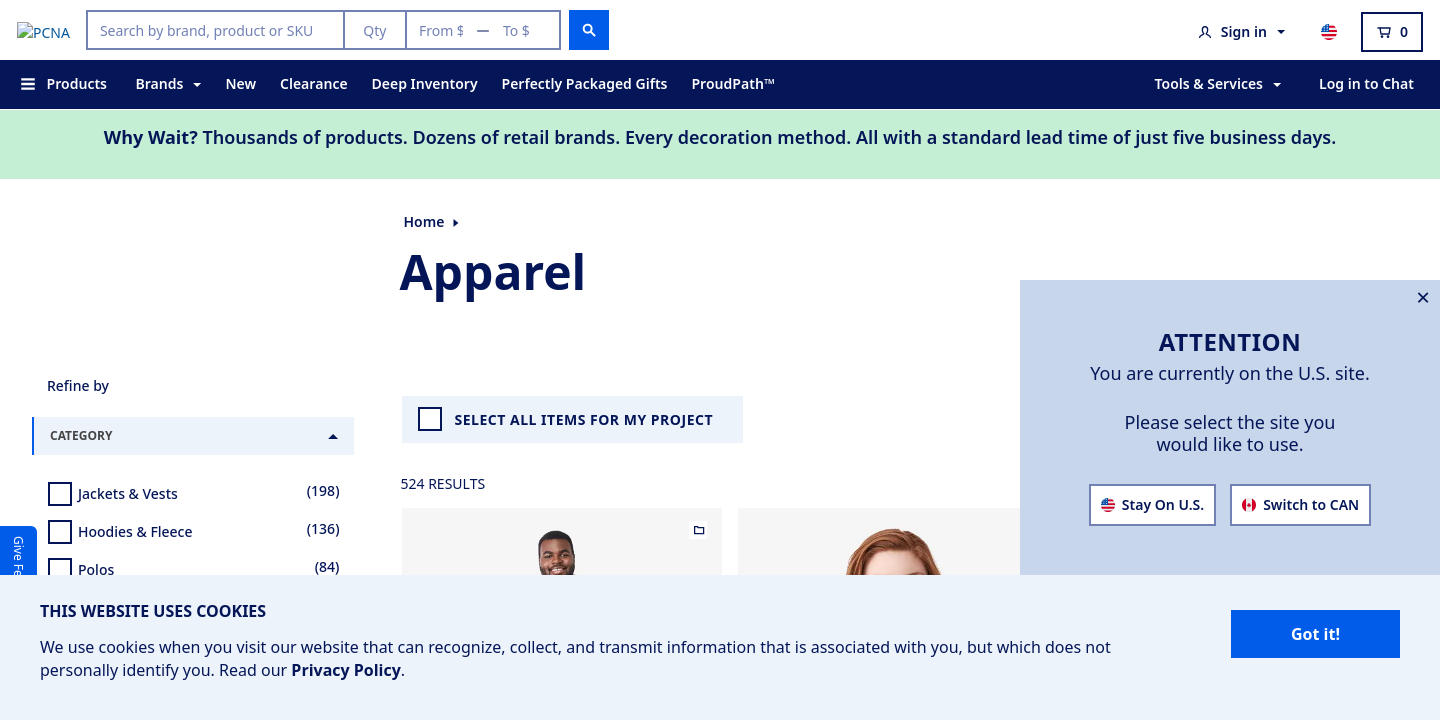 PCNA
Search by brand, product or SKU
Qty
From $ — To $
Sign in
0
Products
Brands
New
Clearance
Deep Inventory
Perfectly Packaged Gifts
ProudPath™
Tools & Services
Log in to Chat
Why Wait? Thousands of products. Dozens of retail brands. Every decoration method. All with a standard lead time of just five business days.
Home
Apparel
Refine by
CATEGORY
Jackets & Vests (198)
Hoodies & Fleece (136)
Polos (84)
SELECT ALL ITEMS FOR MY PROJECT
524 RESULTS
ATTENTION
You are currently on the U.S. site.
Please select the site you
would like to use.
Stay On U.S.
Switch to CAN
Give
THIS WEBSITE USES COOKIES
We use cookies when you visit our website that can recognize, collect, and transmit information that is associated with you, but which does not
personally identify you. Read our Privacy Policy.
Got it!